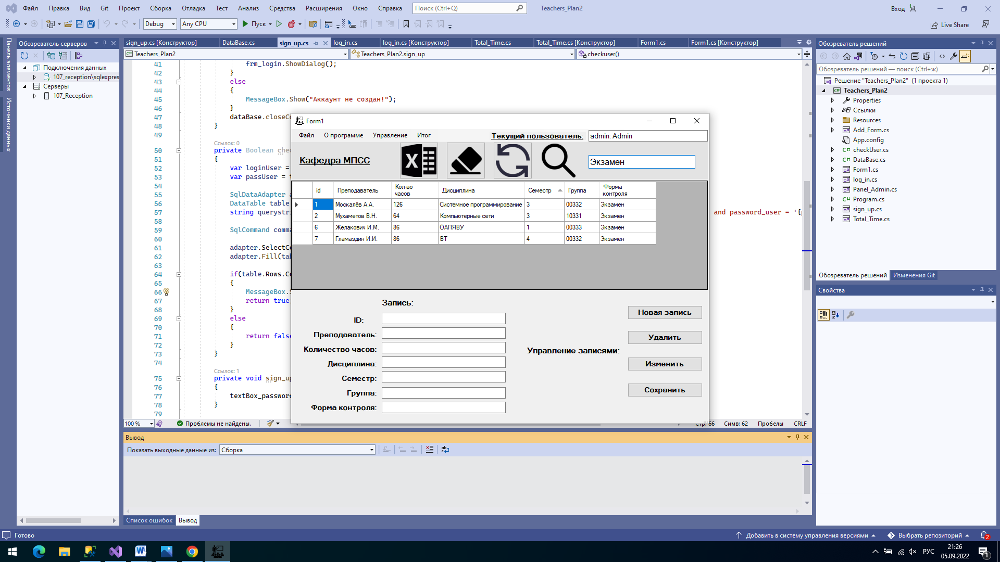 Файл Правка Вид Git Проект Сборка Отладка Тест Анализ Средства Расширения Окно Справка Поиск (Ctrl+Q) Teachers_Plan2 Вход
Debug Any CPU Пуск Live Share
Панель элементов
Источники данных
Обозреватель серверов
Подключения данных
107_reception\sqlexpres
Серверы
107_Reception
sign_up.cs [Конструктор] DataBase.cs sign_up.cs log_in.cs log_in.cs [Конструктор] Total_Time.cs Total_Time.cs [Конструктор] Form1.cs Form1.cs [Конструктор]
Teachers_Plan2 Teachers_Plan2.sign_up checkuser()
41 frm_login.ShowDialog();
42 }
43 else
44 {
45 MessageBox.Show("Аккаунт не создан!");
46 }
47 dataBase.closeCo
48 }
49
Ссылок: 0
50 private Boolean chec
51 {
52 var loginUser =
53 var passUser = t
54
55 SqlDataAdapter a
56 DataTable table
57 string querystri and password_user = '{
58
59 SqlCommand comma
60
61 adapter.SelectCo
62 adapter.Fill(tab
63
64 if(table.Rows.Co
65 {
66 MessageBox.S
67 return true
68 }
69 else
70 {
71 return false
72 }
73 }
74
Ссылок: 1
75 private void sign_up
76 {
77 textBox_password
78 }
79
100 % Проблемы не найдены. Стр: 66 Симв: 62 Пробелы CRLF
Form1
Файл О программе Управление Итог Текущий пользователь: admin: Admin
Кафедра МПСС Экзамен
id Преподаватель Кол-во часов Дисциплина Семестр Группа Форма контроля
1 Москалёв А.А. 126 Системное программирование 3 00332 Экзамен
2 Мухаметов В.Н. 64 Компьютерные сети 3 10331 Экзамен
6 Желакович И.М. 86 ОАПЯВУ 1 00333 Экзамен
7 Гламаздин И.И. 86 ВТ 4 00332 Экзамен
Запись:
ID:
Преподаватель:
Количество часов:
Дисциплина:
Семестр:
Группа:
Форма контроля:
Управление записями:
Новая запись
Удалить
Изменить
Сохранить
Вывод
Показать выходные данные из: Сборка
Список ошибок Вывод
Обозреватель решений
Обозреватель решений — поиск (Ctrl+ж)
Решение "Teachers_Plan2" (1 проекта 1)
Teachers_Plan2
Properties
Ссылки
Resources
Add_Form.cs
App.config
checkUser.cs
DataBase.cs
Form1.cs
log_in.cs
Panel_Admin.cs
Program.cs
sign_up.cs
Total_Time.cs
Обозреватель решений Изменения Git
Свойства
Готово Добавить в систему управления версиями Выбрать репозиторий 2
РУС 21:26
05.09.2022 1